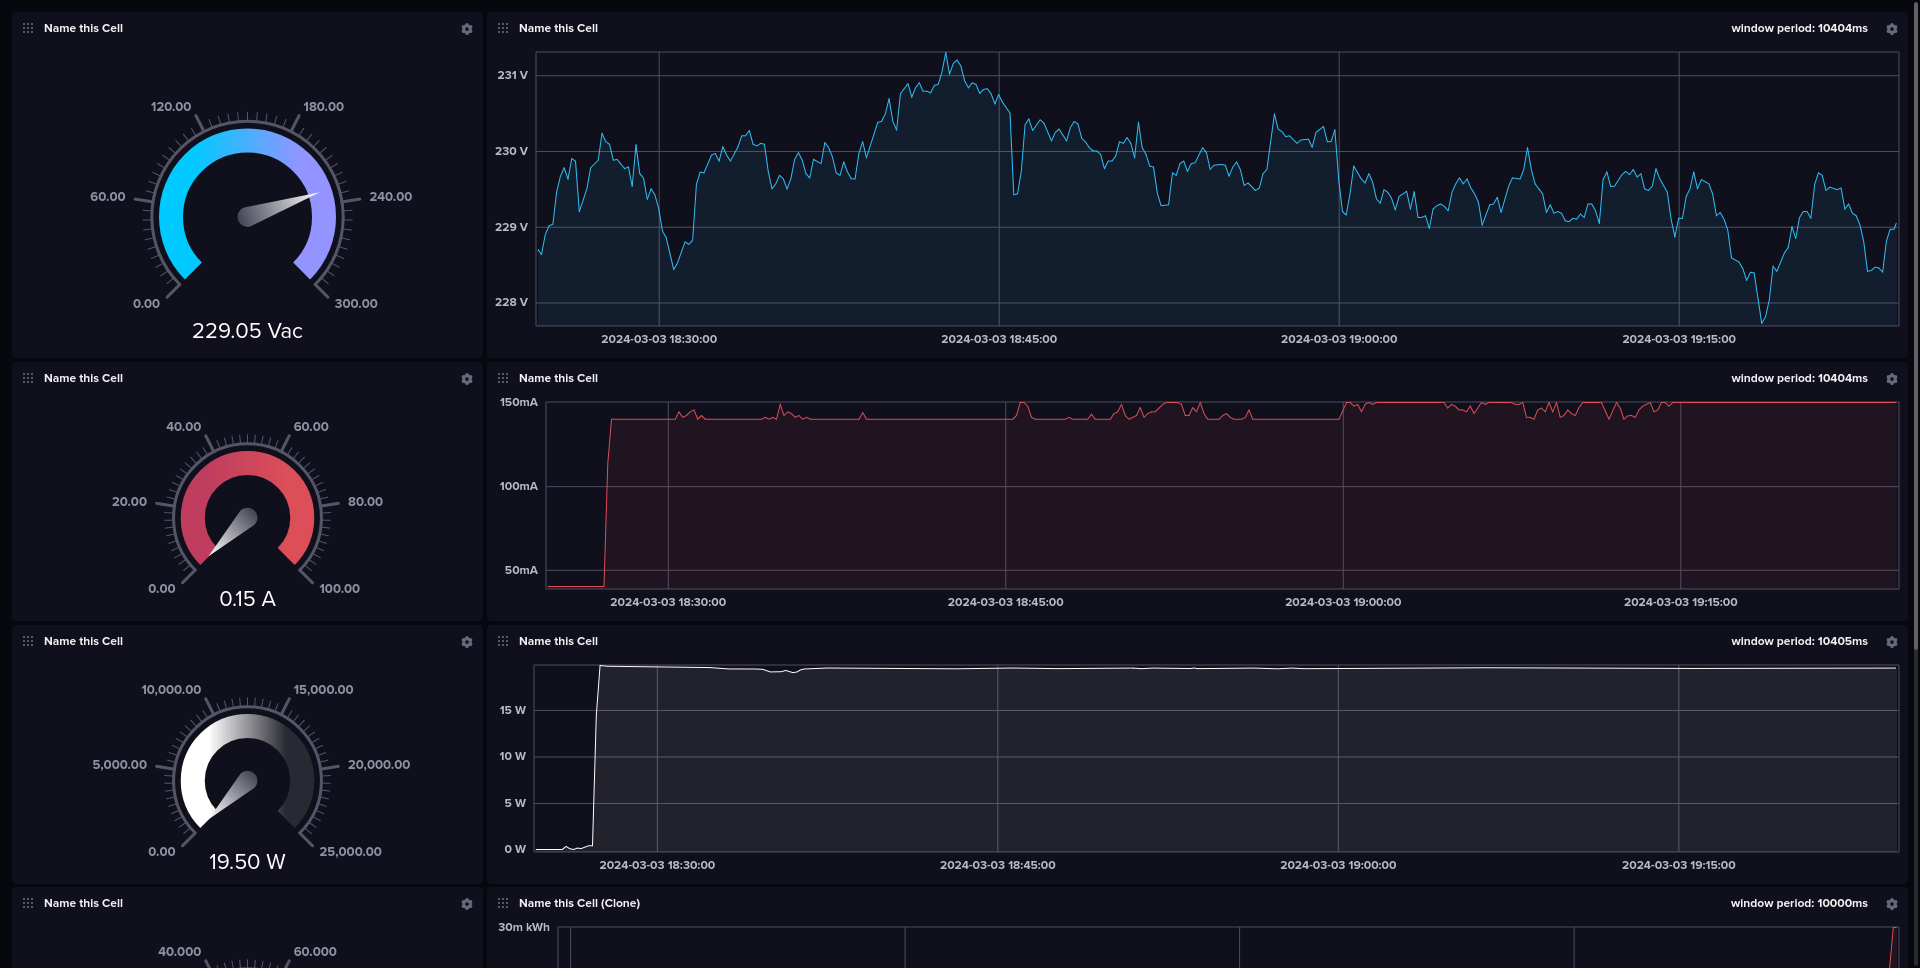 Name this Cell
120.00 180.00
60.00 240.00
0.00 300.00
229.05 Vac
Name this Cell window period: 10404ms
231 V
230 V
229 V
228 V
2024-03-03 18:30:00 2024-03-03 18:45:00 2024-03-03 19:00:00 2024-03-03 19:15:00
Name this Cell
40.00 60.00
20.00 80.00
0.00 100.00
0.15 A
Name this Cell window period: 10404ms
150mA
100mA
50mA
2024-03-03 18:30:00 2024-03-03 18:45:00 2024-03-03 19:00:00 2024-03-03 19:15:00
Name this Cell
10,000.00 15,000.00
5,000.00 20,000.00
0.00 25,000.00
19.50 W
Name this Cell window period: 10405ms
15 W
10 W
5 W
0 W
2024-03-03 18:30:00 2024-03-03 18:45:00 2024-03-03 19:00:00 2024-03-03 19:15:00
Name this Cell
40.000 60.000
Name this Cell (Clone) window period: 10000ms
30m kWh